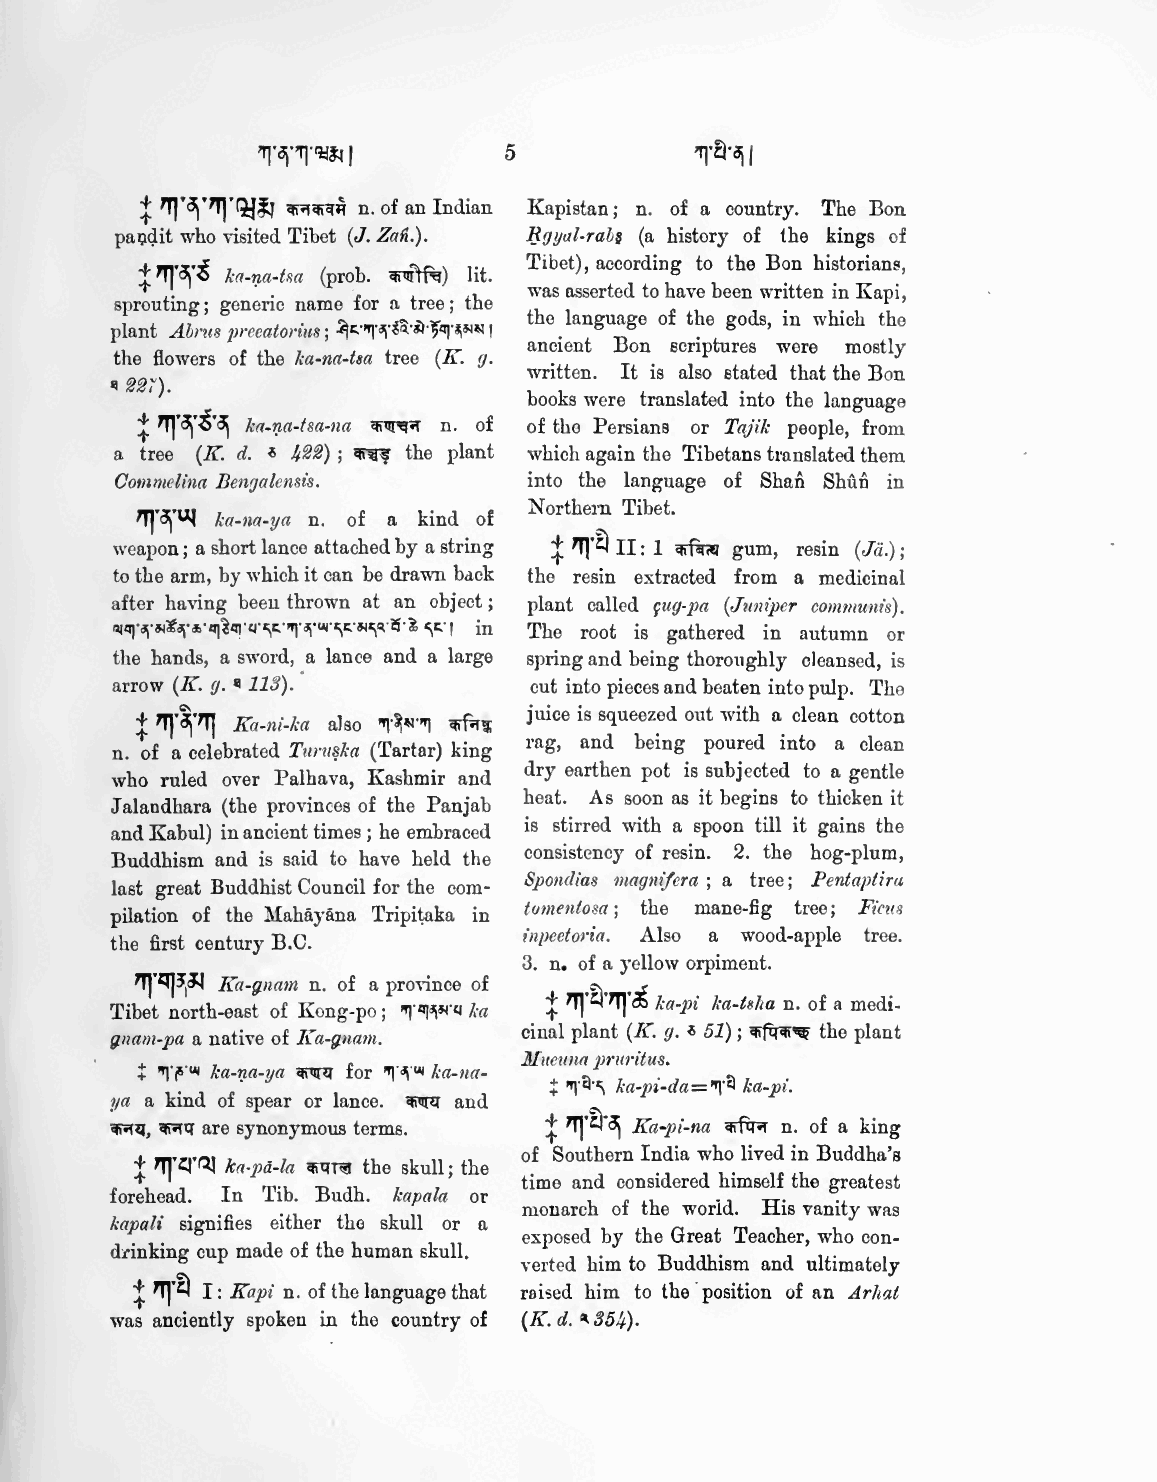 ཀ་ན་ཀ་ཝརྨ།
5
ཀ་པི་ན།
‡ ཀ་ན་ཀ་ཝརྨ कनकवर्म n. of an Indian
paṇḍit who visited Tibet (J. Zañ.).
‡ ཀ་ན་ཙ ka-ṇa-tsa (prob. कणीचि) lit.
sprouting; generic name for a tree; the
plant Abrus precatorius; ཤིང་ཀ་ན་ཙའི་མེ་ཏོག་རྣམས།
the flowers of the ka-na-tsa tree (K. g.
227).
‡ ཀ་ན་ཙ་ན ka-ṇa-tsa-na कणचन n. of
a tree (K. d. 422); the plant
Commelina Bengalensis.
ཀ་ན་ཡ ka-na-ya n. of a kind of
weapon; a short lance attached by a string
to the arm, by which it can be drawn back
after having been thrown at an object;
ལག་ན་མཚོན་ཆ་ in
the hands, a sword, a lance and a large
arrow (K. g. 113).
‡ ཀ་ནི་ཀ Ka-ni-ka also ཀ་ནིས་ཀ कनिष्क
n. of a celebrated Turuṣka (Tartar) king
who ruled over Palhava, Kashmir and
Jalandhara (the provinces of the Panjab
and Kabul) in ancient times; he embraced
Buddhism and is said to have held the
last great Buddhist Council for the com-
pilation of the Mahāyāna Tripiṭaka in
the first century B.C.
ཀ་གནམ Ka-gnam n. of a province of
Tibet north-east of Kong-po; ཀ་གནམ་པ ka
gnam-pa a native of Ka-gnam.
‡ ཀ་ཎ་ཡ ka-ṇa-ya कणय for ཀ་ན་ཡ ka-na-
ya a kind of spear or lance. कणय and
कनय, कनप are synonymous terms.
‡ ཀ་པ་ལ ka-pā-la कपाल the skull; the
forehead. In Tib. Budh. kapala or
kapali signifies either the skull or a
drinking cup made of the human skull.
‡ ཀ་པི I: Kapi n. of the language that
was anciently spoken in the country of
Kapistan; n. of a country. The Bon
Rgyal-rabs (a history of the kings of
Tibet), according to the Bon historians,
was asserted to have been written in Kapi,
the language of the gods, in which the
ancient Bon scriptures were mostly
written. It is also stated that the Bon
books were translated into the language
of the Persians or Tajik people, from
which again the Tibetans translated them
into the language of Shañ Shûñ in
Northern Tibet.
‡ ཀ་པི II: 1 कपित्य gum, resin (Jä.);
the resin extracted from a medicinal
plant called çug-pa (Juniper communis).
The root is gathered in autumn or
spring and being thoroughly cleansed, is
cut into pieces and beaten into pulp. The
juice is squeezed out with a clean cotton
rag, and being poured into a clean
dry earthen pot is subjected to a gentle
heat. As soon as it begins to thicken it
is stirred with a spoon till it gains the
consistency of resin. 2. the hog-plum,
Spondias magnifera; a tree; Pentaptira
tomentosa; the mane-fig tree; Ficus
inpectoria. Also a wood-apple tree.
3. n. of a yellow orpiment.
‡ ཀ་པི་ཀ་ཚ ka-pi ka-tsha n. of a medi-
cinal plant (K. g. 51); कपिकच्छु the plant
Mucuna pruritus.
‡ ཀ་པི་ད ka-pi-da=ཀ་པི ka-pi.
‡ ཀ་པི་ན Ka-pi-na कपिन n. of a king
of Southern India who lived in Buddha's
time and considered himself the greatest
monarch of the world. His vanity was
exposed by the Great Teacher, who con-
verted him to Buddhism and ultimately
raised him to the position of an Arhat
(K. d. 354).